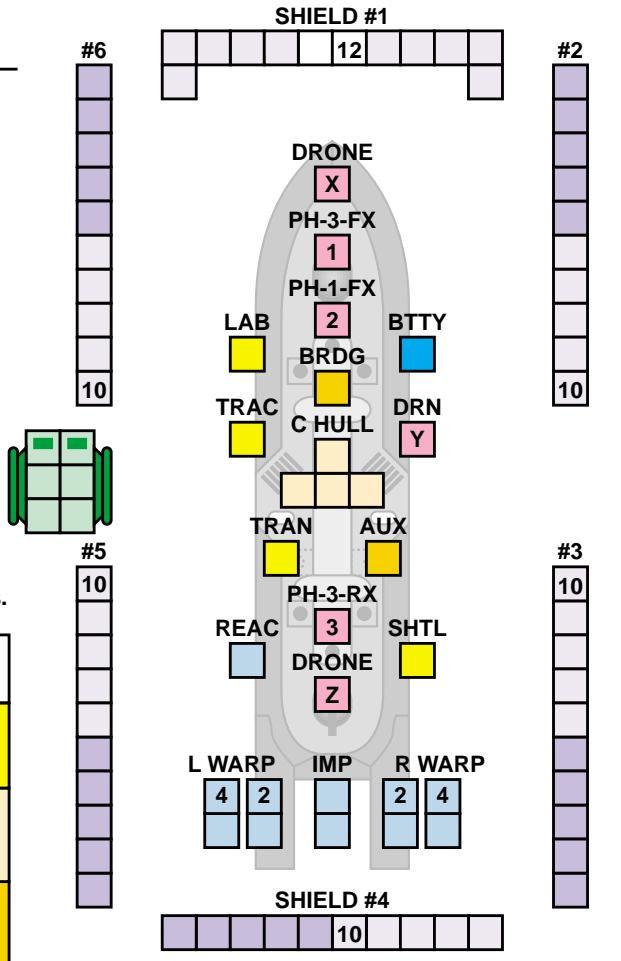 SHIELD #1
12
#6
#2
DRONE
X
PH-3-FX
1
PH-1-FX
2
LAB
BTTY
BRDG
10
10
TRAC
DRN
C HULL
Y
TRAN
AUX
#5
#3
10
10
PH-3-RX
3
REAC
SHTL
DRONE
Z
L WARP IMP R WARP
4 2 2 4
SHIELD #4
10